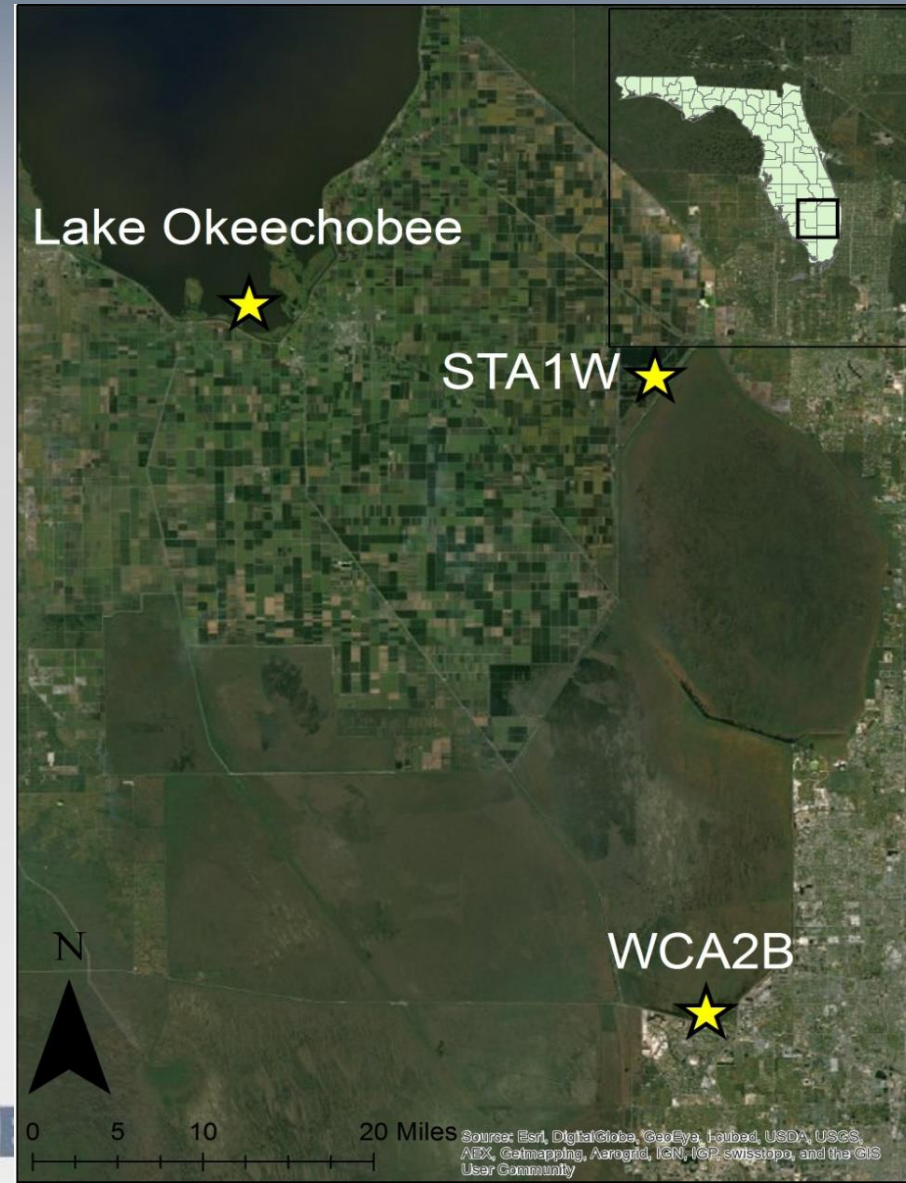 Lake Okeechobee
STA1W
WCA2B
N
0 5 10 20 Miles
Source: Esri, DigitalGlobe, GeoEye, i-cubed, USDA, USGS,
AEX, Getmapping, Aerogrid, IGN, IGP, swisstopo, and the GIS
User Community